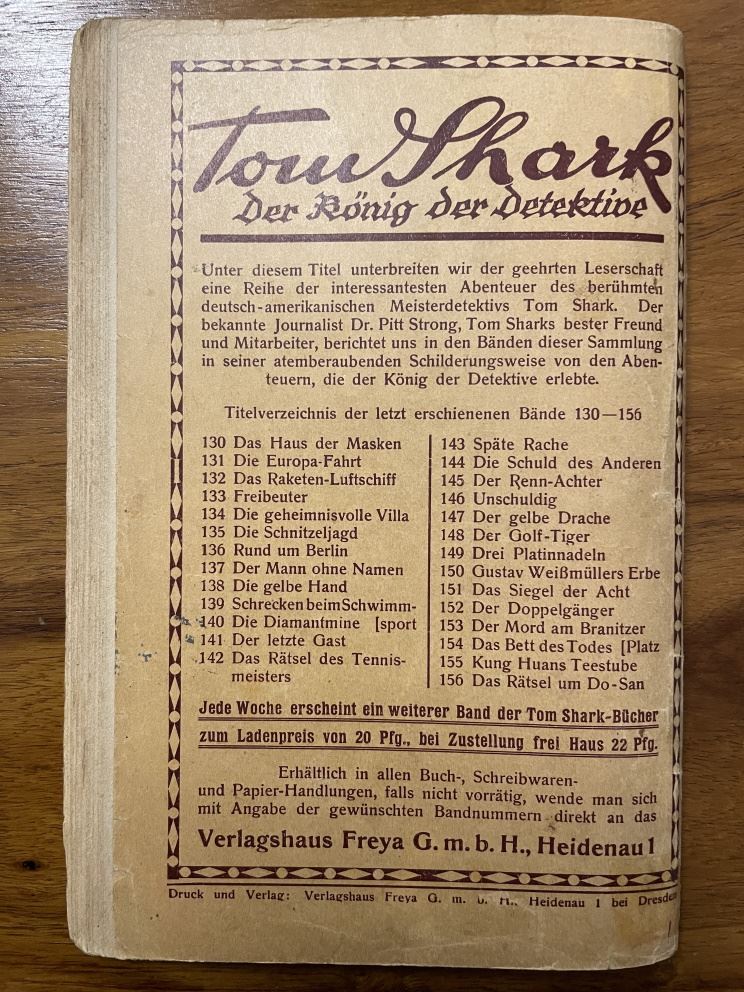 Tom Shark
Der König der Detektive
Unter diesem Titel unterbreiten wir der geehrten Leserschaft
eine Reihe der interessantesten Abenteuer des berühmten
deutsch-amerikanischen Meisterdetektivs Tom Shark. Der
bekannte Journalist Dr. Pitt Strong, Tom Sharks bester Freund
und Mitarbeiter, berichtet uns in den Bänden dieser Sammlung
in seiner atemberaubenden Schilderungsweise von den Aben-
teuern, die der König der Detektive erlebte.
Titelverzeichnis der letzt erschienenen Bände 130—156
130 Das Haus der Masken
131 Die Europa-Fahrt
132 Das Raketen-Luftschiff
133 Freibeuter
134 Die geheimnisvolle Villa
135 Die Schnitzeljagd
136 Rund um Berlin
137 Der Mann ohne Namen
138 Die gelbe Hand
139 Schrecken beim Schwimm-
140 Die Diamantmine [sport
141 Der letzte Gast
142 Das Rätsel des Tennis-
meisters
143 Späte Rache
144 Die Schuld des Anderen
145 Der Renn-Achter
146 Unschuldig
147 Der gelbe Drache
148 Der Golf-Tiger
149 Drei Platinnadeln
150 Gustav Weißmüllers Erbe
151 Das Siegel der Acht
152 Der Doppelgänger
153 Der Mord am Branitzer
154 Das Bett des Todes [Platz
155 Kung Huans Teestube
156 Das Rätsel um Do-San
Jede Woche erscheint ein weiterer Band der Tom Shark-Bücher
zum Ladenpreis von 20 Pfg., bei Zustellung frei Haus 22 Pfg.
Erhältlich in allen Buch-, Schreibwaren-
und Papier-Handlungen, falls nicht vorrätig, wende man sich
mit Angabe der gewünschten Bandnummern direkt an das
Verlagshaus Freya G. m. b. H., Heidenau 1
Druck und Verlag: Verlagshaus Freya G. m. b. H., Heidenau 1 bei Dresden